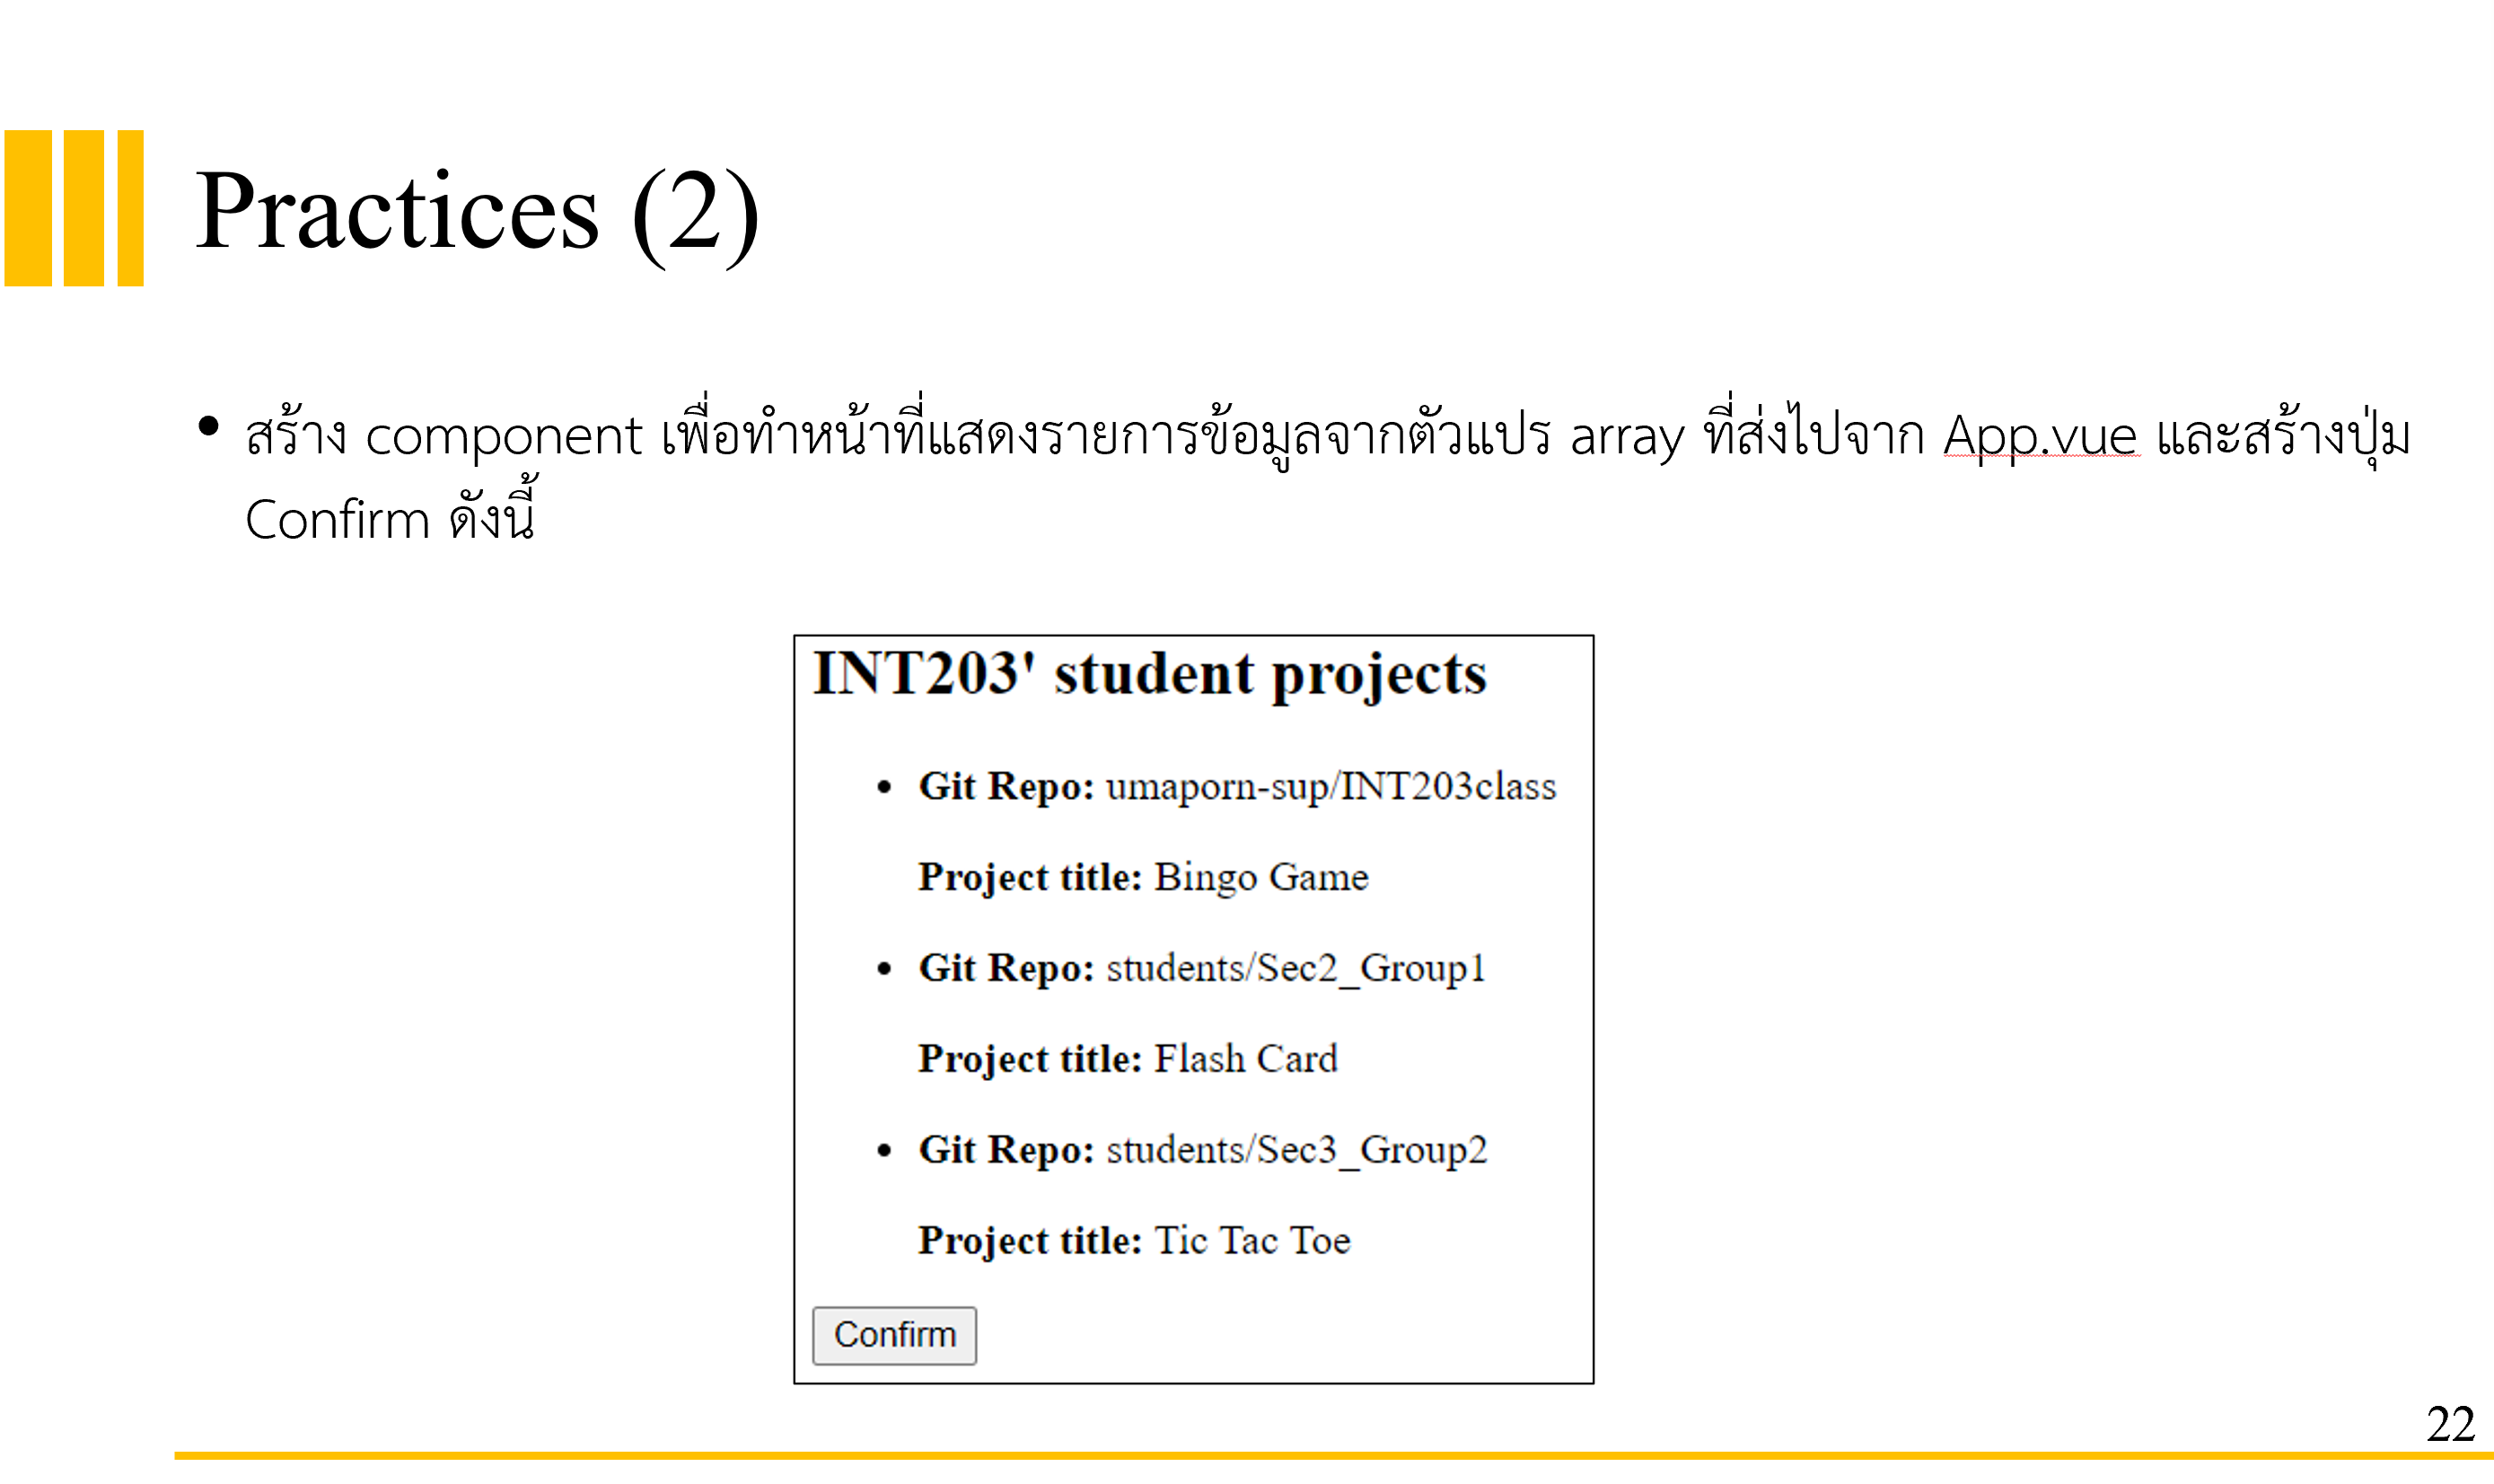 Practices (2)
• สร้าง component เพื่อทำหน้าที่แสดงรายการข้อมูลจากตัวแปร array ที่ส่งไปจาก App.vue และสร้างปุ่ม
Confirm ดังนี้
INT203' student projects
• Git Repo: umaporn-sup/INT203class
Project title: Bingo Game
• Git Repo: students/Sec2_Group1
Project title: Flash Card
• Git Repo: students/Sec3_Group2
Project title: Tic Tac Toe
Confirm
22